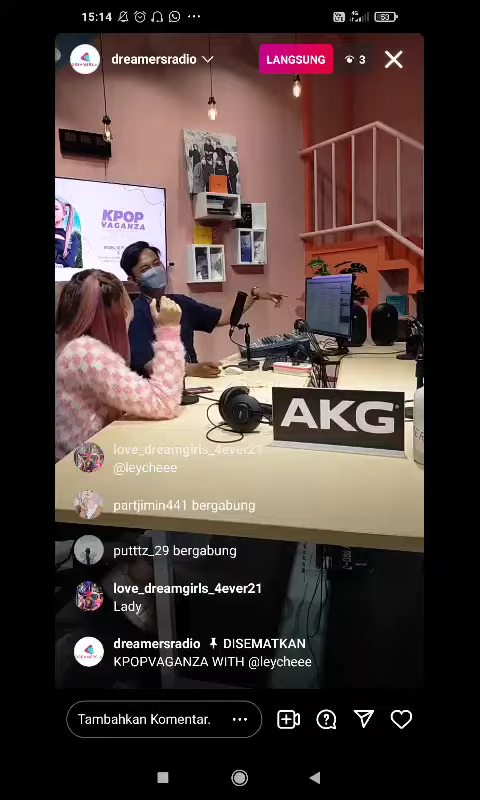 15:14
53
dreamersradio
LANGSUNG
3
KPOP
VAGANZA
AKG
love_dreamgirls_4ever21
@leycheee
partjimin441 bergabung
putttz_29 bergabung
love_dreamgirls_4ever21
Lady
dreamersradio DISEMATKAN
KPOPVAGANZA WITH @leycheee
Tambahkan Komentar.